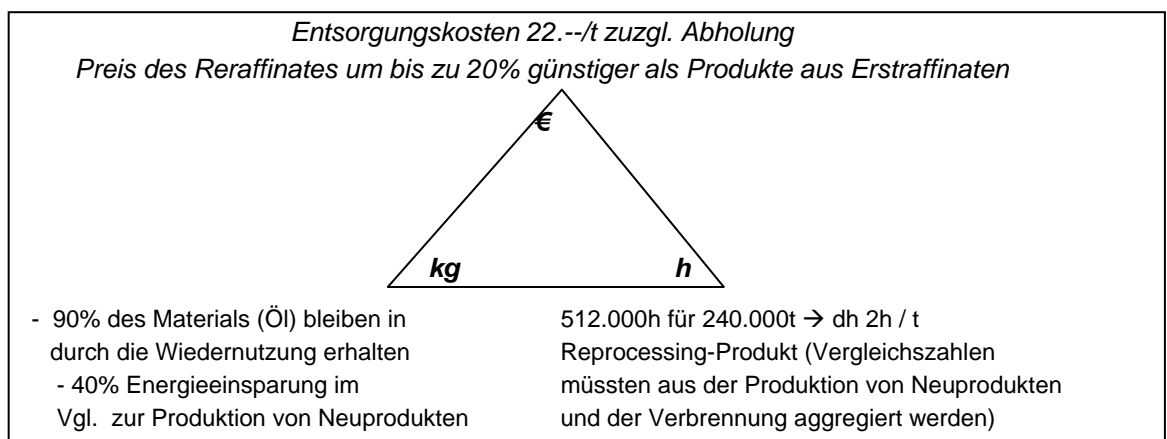 Entsorgungskosten 22.--/t zuzgl. Abholung
Preis des Reraffinates um bis zu 20% günstiger als Produkte aus Erstraffinaten
€
kg
h
- 90% des Materials (Öl) bleiben in
durch die Wiedernutzung erhalten
- 40% Energieeinsparung im
Vgl. zur Produktion von Neuprodukten
512.000h für 240.000t → dh 2h / t
Reprocessing-Produkt (Vergleichszahlen
müssten aus der Produktion von Neuprodukten
und der Verbrennung aggregiert werden)